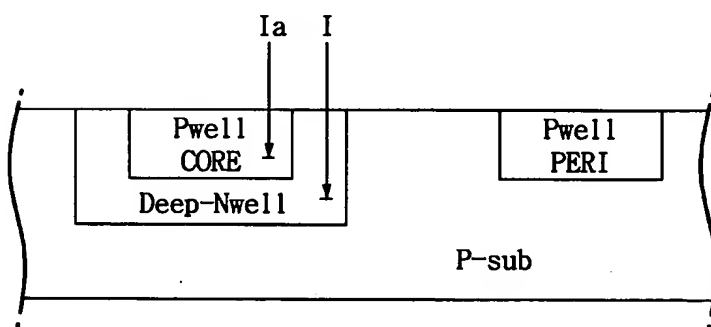 Ia I
Pwell
CORE
Pwell
PERI
Deep-Nwell
P-sub